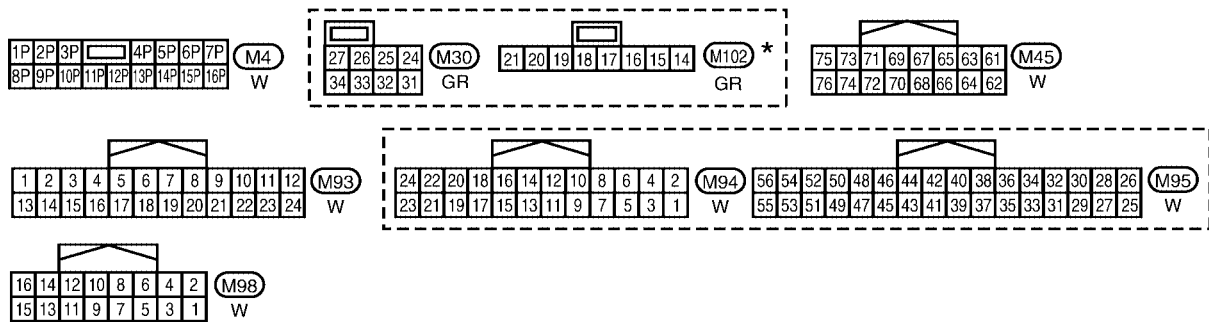 1P 2P 3P 4P 5P 6P 7P M4
8P 9P 10P 11P 12P 13P 14P 15P 16P W
27 26 25 24 M30
34 33 32 31 GR
21 20 19 18 17 16 15 14 M102 *
GR
75 73 71 69 67 65 63 61 M45
76 74 72 70 68 66 64 62 W
1 2 3 4 5 6 7 8 9 10 11 12 M93
13 14 15 16 17 18 19 20 21 22 23 24 W
24 22 20 18 16 14 12 10 8 6 4 2 M94
23 21 19 17 15 13 11 9 7 5 3 1 W
56 54 52 50 48 46 44 42 40 38 36 34 32 30 28 26 M95
55 53 51 49 47 45 43 41 39 37 35 33 31 29 27 25 W
16 14 12 10 8 6 4 2 M98
15 13 11 9 7 5 3 1 W